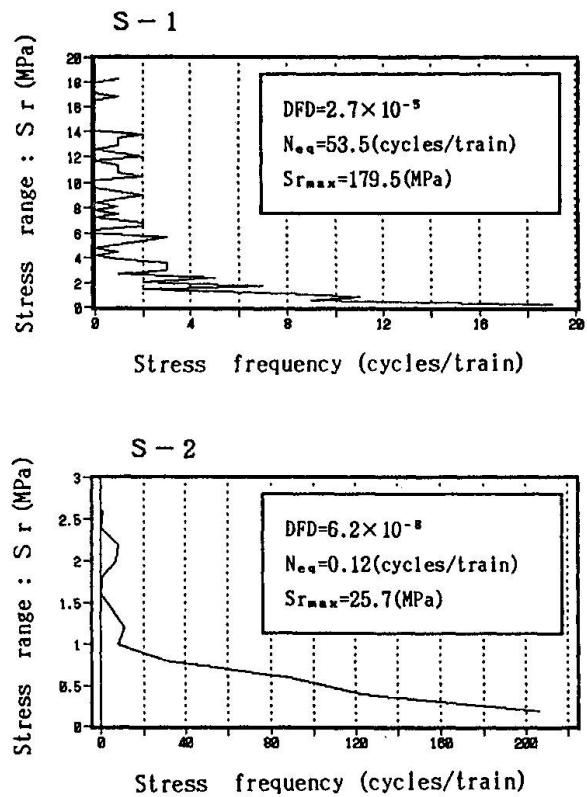 S-1
Stress range : Sr (MPa)
20
18
16
14
12
10
8
6
4
2
0
DFD=2.7×10⁻⁵
Neq=53.5(cycles/train)
Srmax=179.5(MPa)
0 4 8 12 16 20
Stress frequency (cycles/train)
S-2
Stress range : Sr (MPa)
3
2.5
2
1.5
1
0.5
0
DFD=6.2×10⁻⁸
Neq=0.12(cycles/train)
Srmax=25.7(MPa)
0 40 80 120 160 200
Stress frequency (cycles/train)